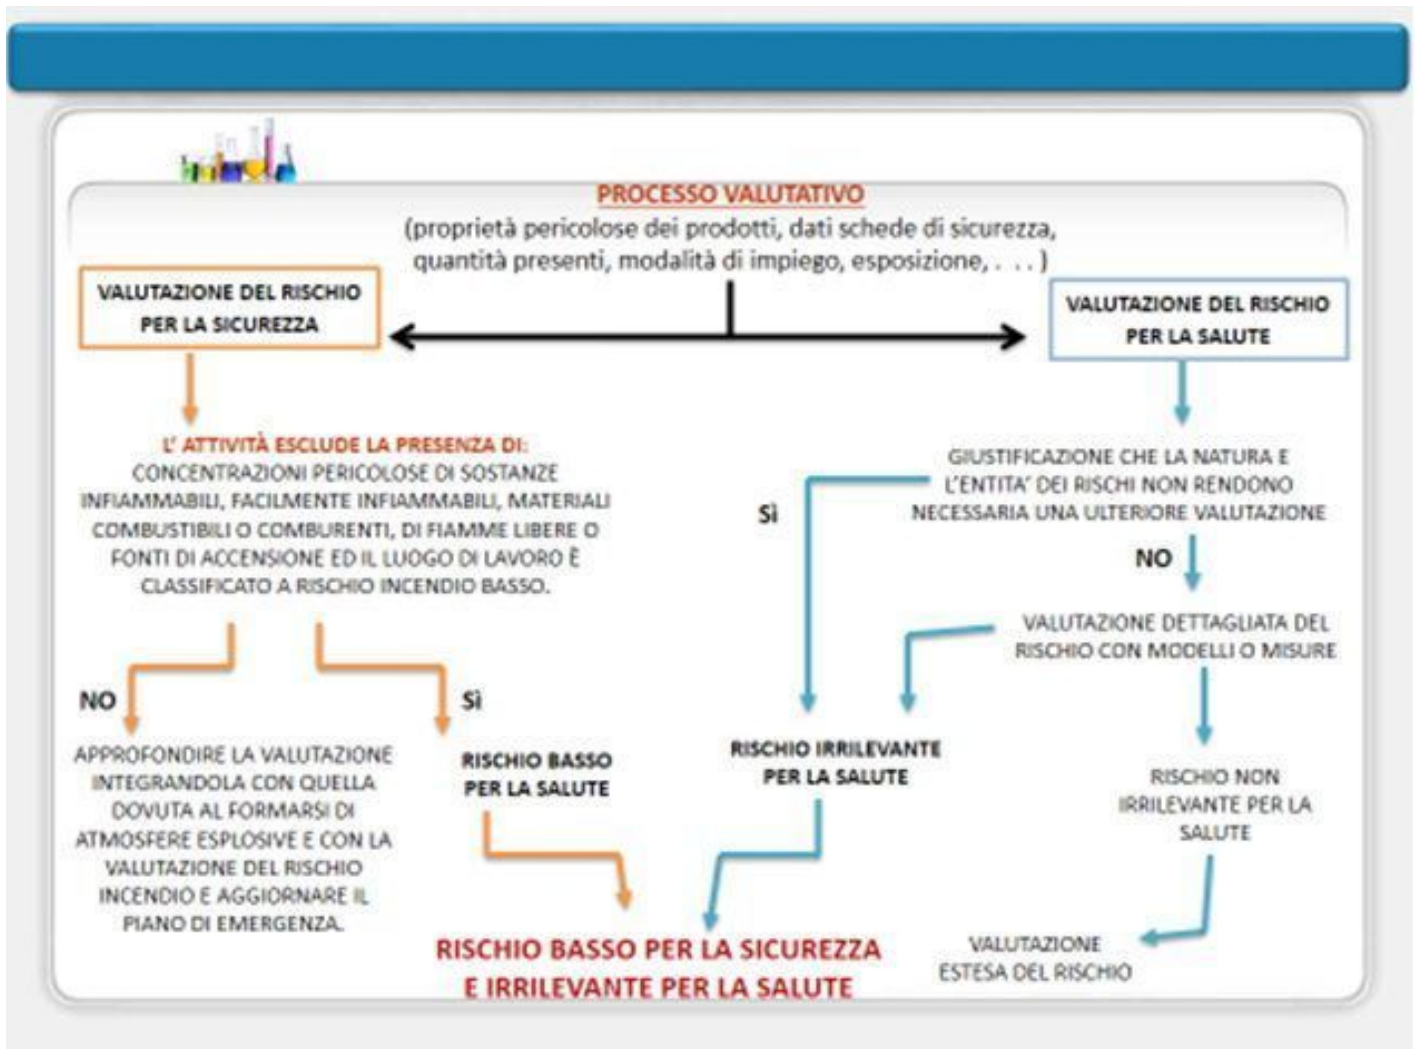 PROCESSO VALUTATIVO
(proprietà pericolose dei prodotti, dati schede di sicurezza,
quantità presenti, modalità di impiego, esposizione, . . . )
VALUTAZIONE DEL RISCHIO
PER LA SICUREZZA
VALUTAZIONE DEL RISCHIO
PER LA SALUTE
L' ATTIVITÀ ESCLUDE LA PRESENZA DI:
CONCENTRAZIONI PERICOLOSE DI SOSTANZE
INFIAMMABILI, FACILMENTE INFIAMMABILI, MATERIALI
COMBUSTIBILI O COMBURENTI, DI FIAMME LIBERE O
FONTI DI ACCENSIONE ED IL LUOGO DI LAVORO È
CLASSIFICATO A RISCHIO INCENDIO BASSO.
GIUSTIFICAZIONE CHE LA NATURA E
L'ENTITA' DEI RISCHI NON RENDONO
NECESSARIA UNA ULTERIORE VALUTAZIONE
Sì
NO
VALUTAZIONE DETTAGLIATA DEL
RISCHIO CON MODELLI O MISURE
NO
Sì
APPROFONDIRE LA VALUTAZIONE
INTEGRANDOLA CON QUELLA
DOVUTA AL FORMARSI DI
ATMOSFERE ESPLOSIVE E CON LA
VALUTAZIONE DEL RISCHIO
INCENDIO E AGGIORNARE IL
PIANO DI EMERGENZA.
RISCHIO BASSO
PER LA SALUTE
RISCHIO IRRILEVANTE
PER LA SALUTE
RISCHIO NON
IRRILEVANTE PER LA
SALUTE
RISCHIO BASSO PER LA SICUREZZA
E IRRILEVANTE PER LA SALUTE
VALUTAZIONE
ESTESA DEL RISCHIO